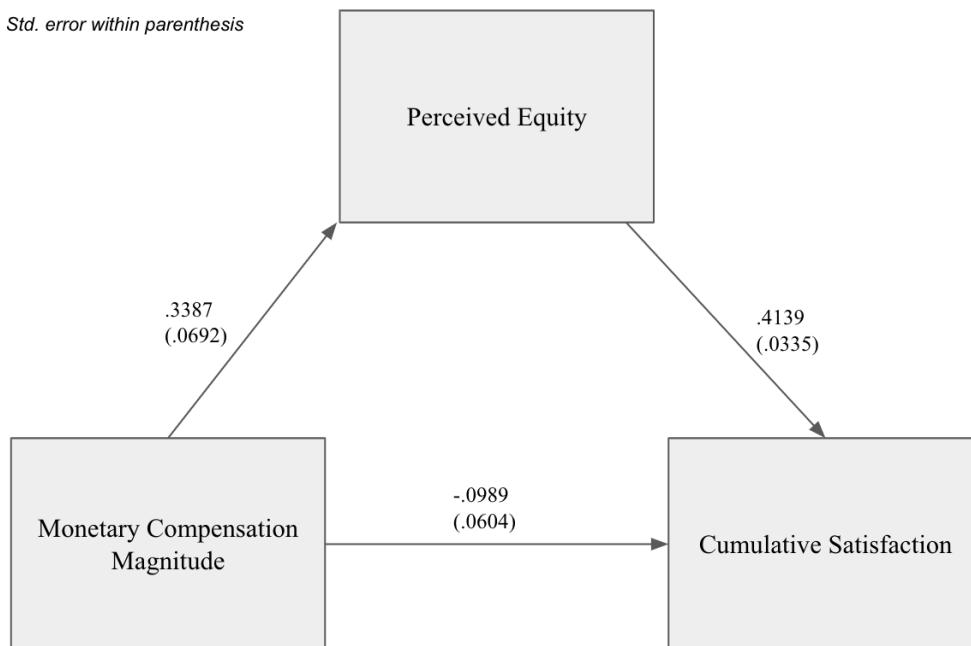 Std. error within parenthesis
Perceived Equity
.3387
(.0692)
.4139
(.0335)
Monetary Compensation
Magnitude
-.0989
(.0604)
Cumulative Satisfaction